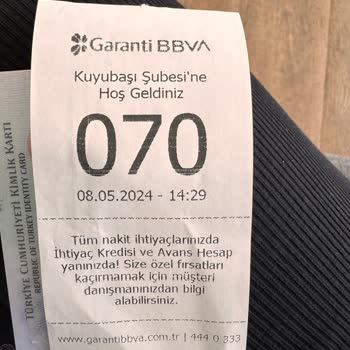 Garanti BBVA
Kuyubaşı Şubesi'ne
Hoş Geldiniz
070
08.05.2024 - 14:29
Tüm nakit ihtiyaçlarınızda
İhtiyaç Kredisi ve Avans Hesap
yanınızda! Size özel fırsatları
kaçırmamak için müşteri
danışmanınızdan bilgi
alabilirsiniz.
www.garantibbva.com.tr | 444 0 333
TÜRKİYE CUMHURİYETİ KİMLİK KARTI
REPUBLIC OF TURKEY IDENTITY CARD